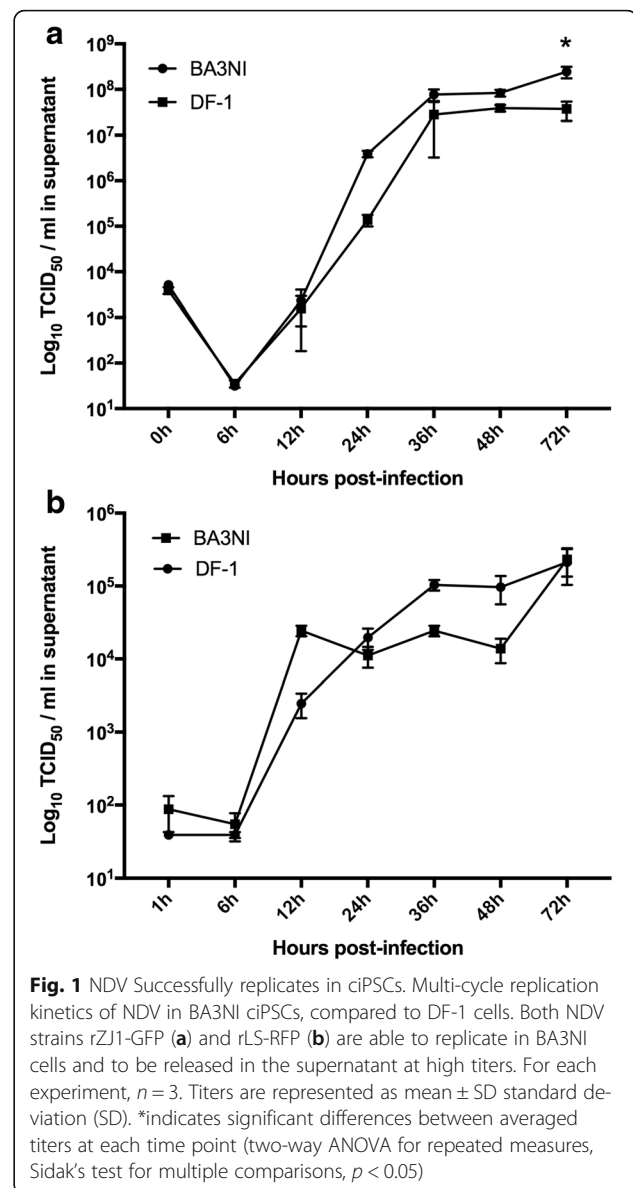 a
10⁹
10⁸
10⁷
10⁶
10⁵
10⁴
10³
10²
10¹
Log₁₀ TCID₅₀ / ml in supernatant
BA3NI
DF-1
*
0h 6h 12h 24h 36h 48h 72h
Hours post-infection
b
10⁶
10⁵
10⁴
10³
10²
10¹
Log₁₀ TCID₅₀ / ml in supernatant
BA3NI
DF-1
1h 6h 12h 24h 36h 48h 72h
Hours post-infection
Fig. 1 NDV Successfully replicates in ciPSCs. Multi-cycle replication
kinetics of NDV in BA3NI ciPSCs, compared to DF-1 cells. Both NDV
strains rZJ1-GFP (a) and rLS-RFP (b) are able to replicate in BA3NI
cells and to be released in the supernatant at high titers. For each
experiment, n = 3. Titers are represented as mean ± SD standard de-
viation (SD). *indicates significant differences between averaged
titers at each time point (two-way ANOVA for repeated measures,
Sidak's test for multiple comparisons, p < 0.05)